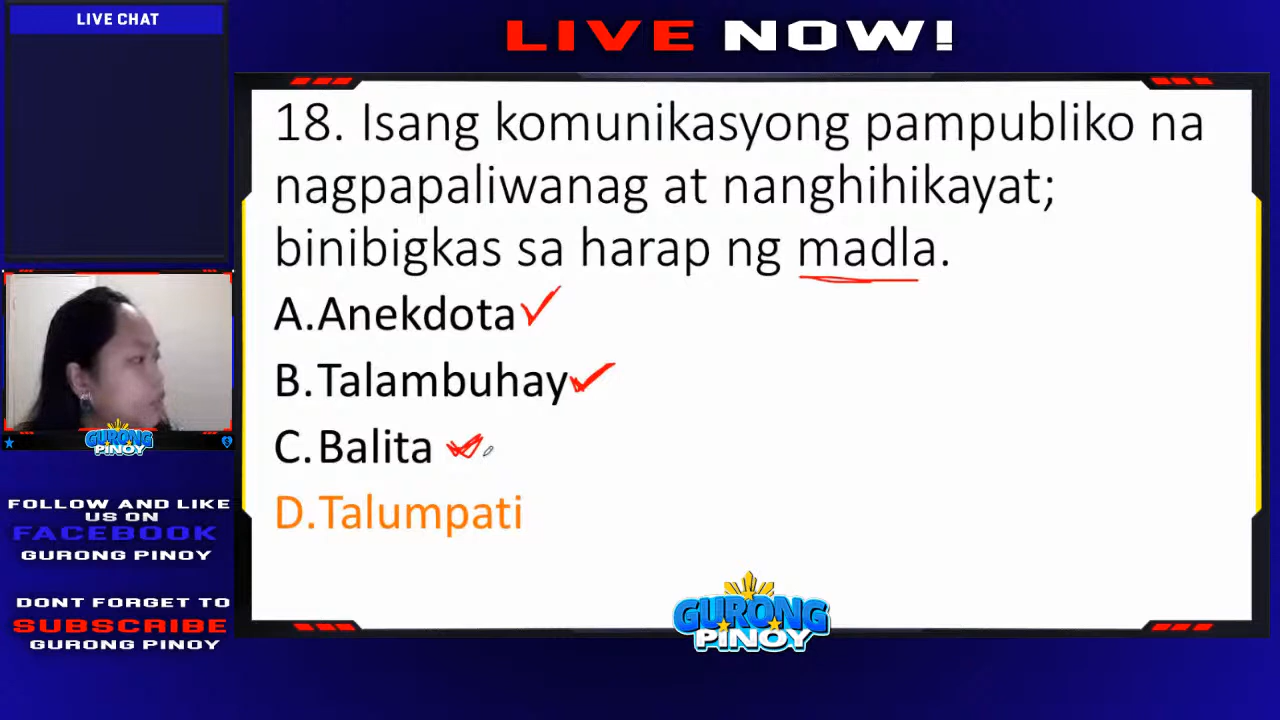 LIVE CHAT
LIVE NOW!
18. Isang komunikasyong pampubliko na
nagpapaliwanag at nanghihikayat;
binibigkas sa harap ng madla.
A.Anekdota
B.Talambuhay
C.Balita
D.Talumpati
GURONG
PINOY
FOLLOW AND LIKE
US ON
FACEBOOK
GURONG PINOY
DONT FORGET TO
SUBSCRIBE
GURONG PINOY
GURONG
PINOY